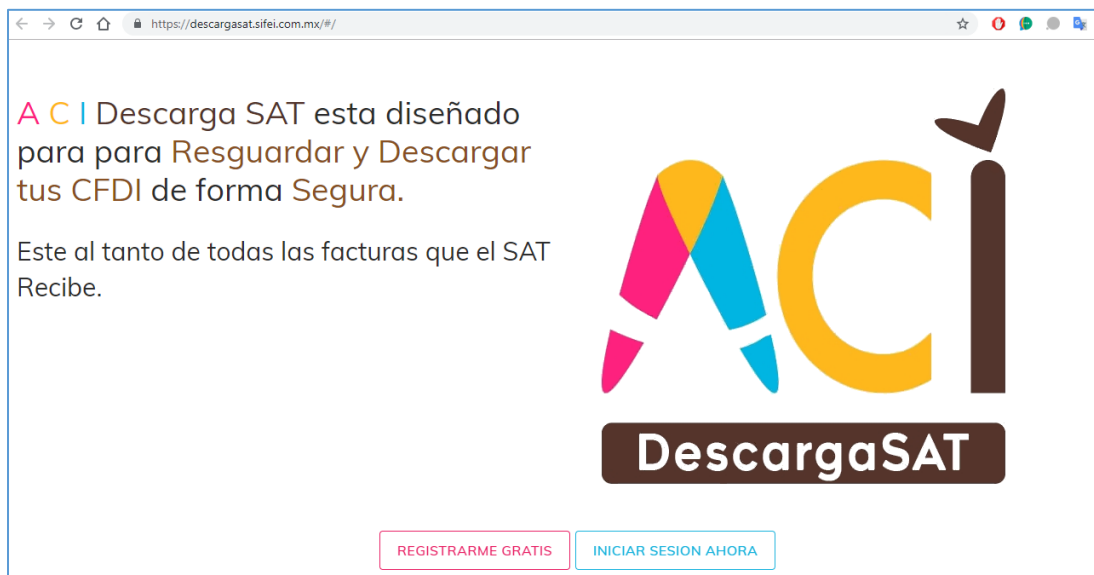 https://descargasat.sifei.com.mx/#/
A C I Descarga SAT esta diseñado
para para Resguardar y Descargar
tus CFDI de forma Segura.
Este al tanto de todas las facturas que el SAT
Recibe.
ACI
DescargaSAT
REGISTRARME GRATIS
INICIAR SESION AHORA